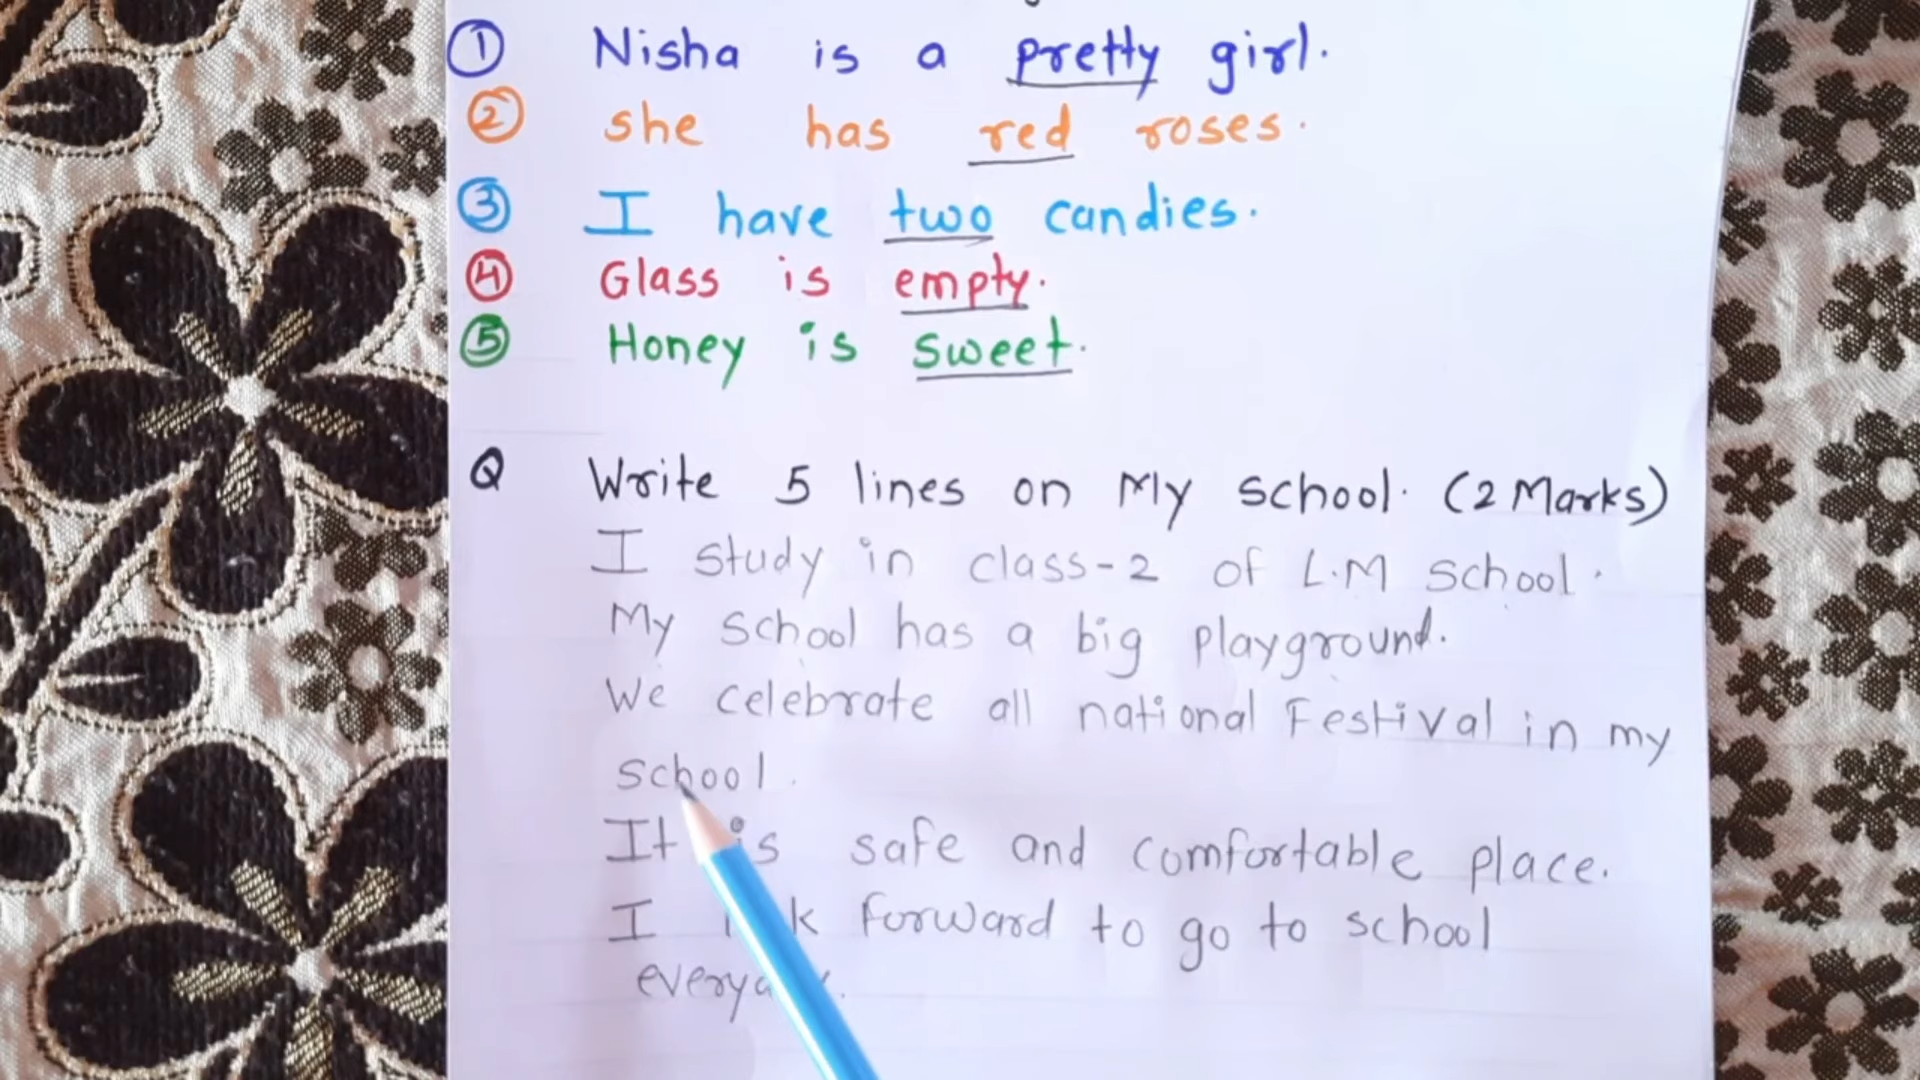 ① Nisha is a pretty girl.
② she has red roses.
③ I have two candies.
④ Glass is empty.
⑤ Honey is sweet.
Q Write 5 lines on My school. (2 Marks)
I study in class-2 of L.M school.
My school has a big playground.
We celebrate all national Festival in my
school.
It is safe and comfortable place.
I forward to go to school